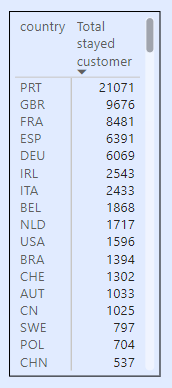 country Total
stayed
customer
PRT 21071
GBR 9676
FRA 8481
ESP 6391
DEU 6069
IRL 2543
ITA 2433
BEL 1868
NLD 1717
USA 1596
BRA 1394
CHE 1302
AUT 1033
CN 1025
SWE 797
POL 704
CHN 537